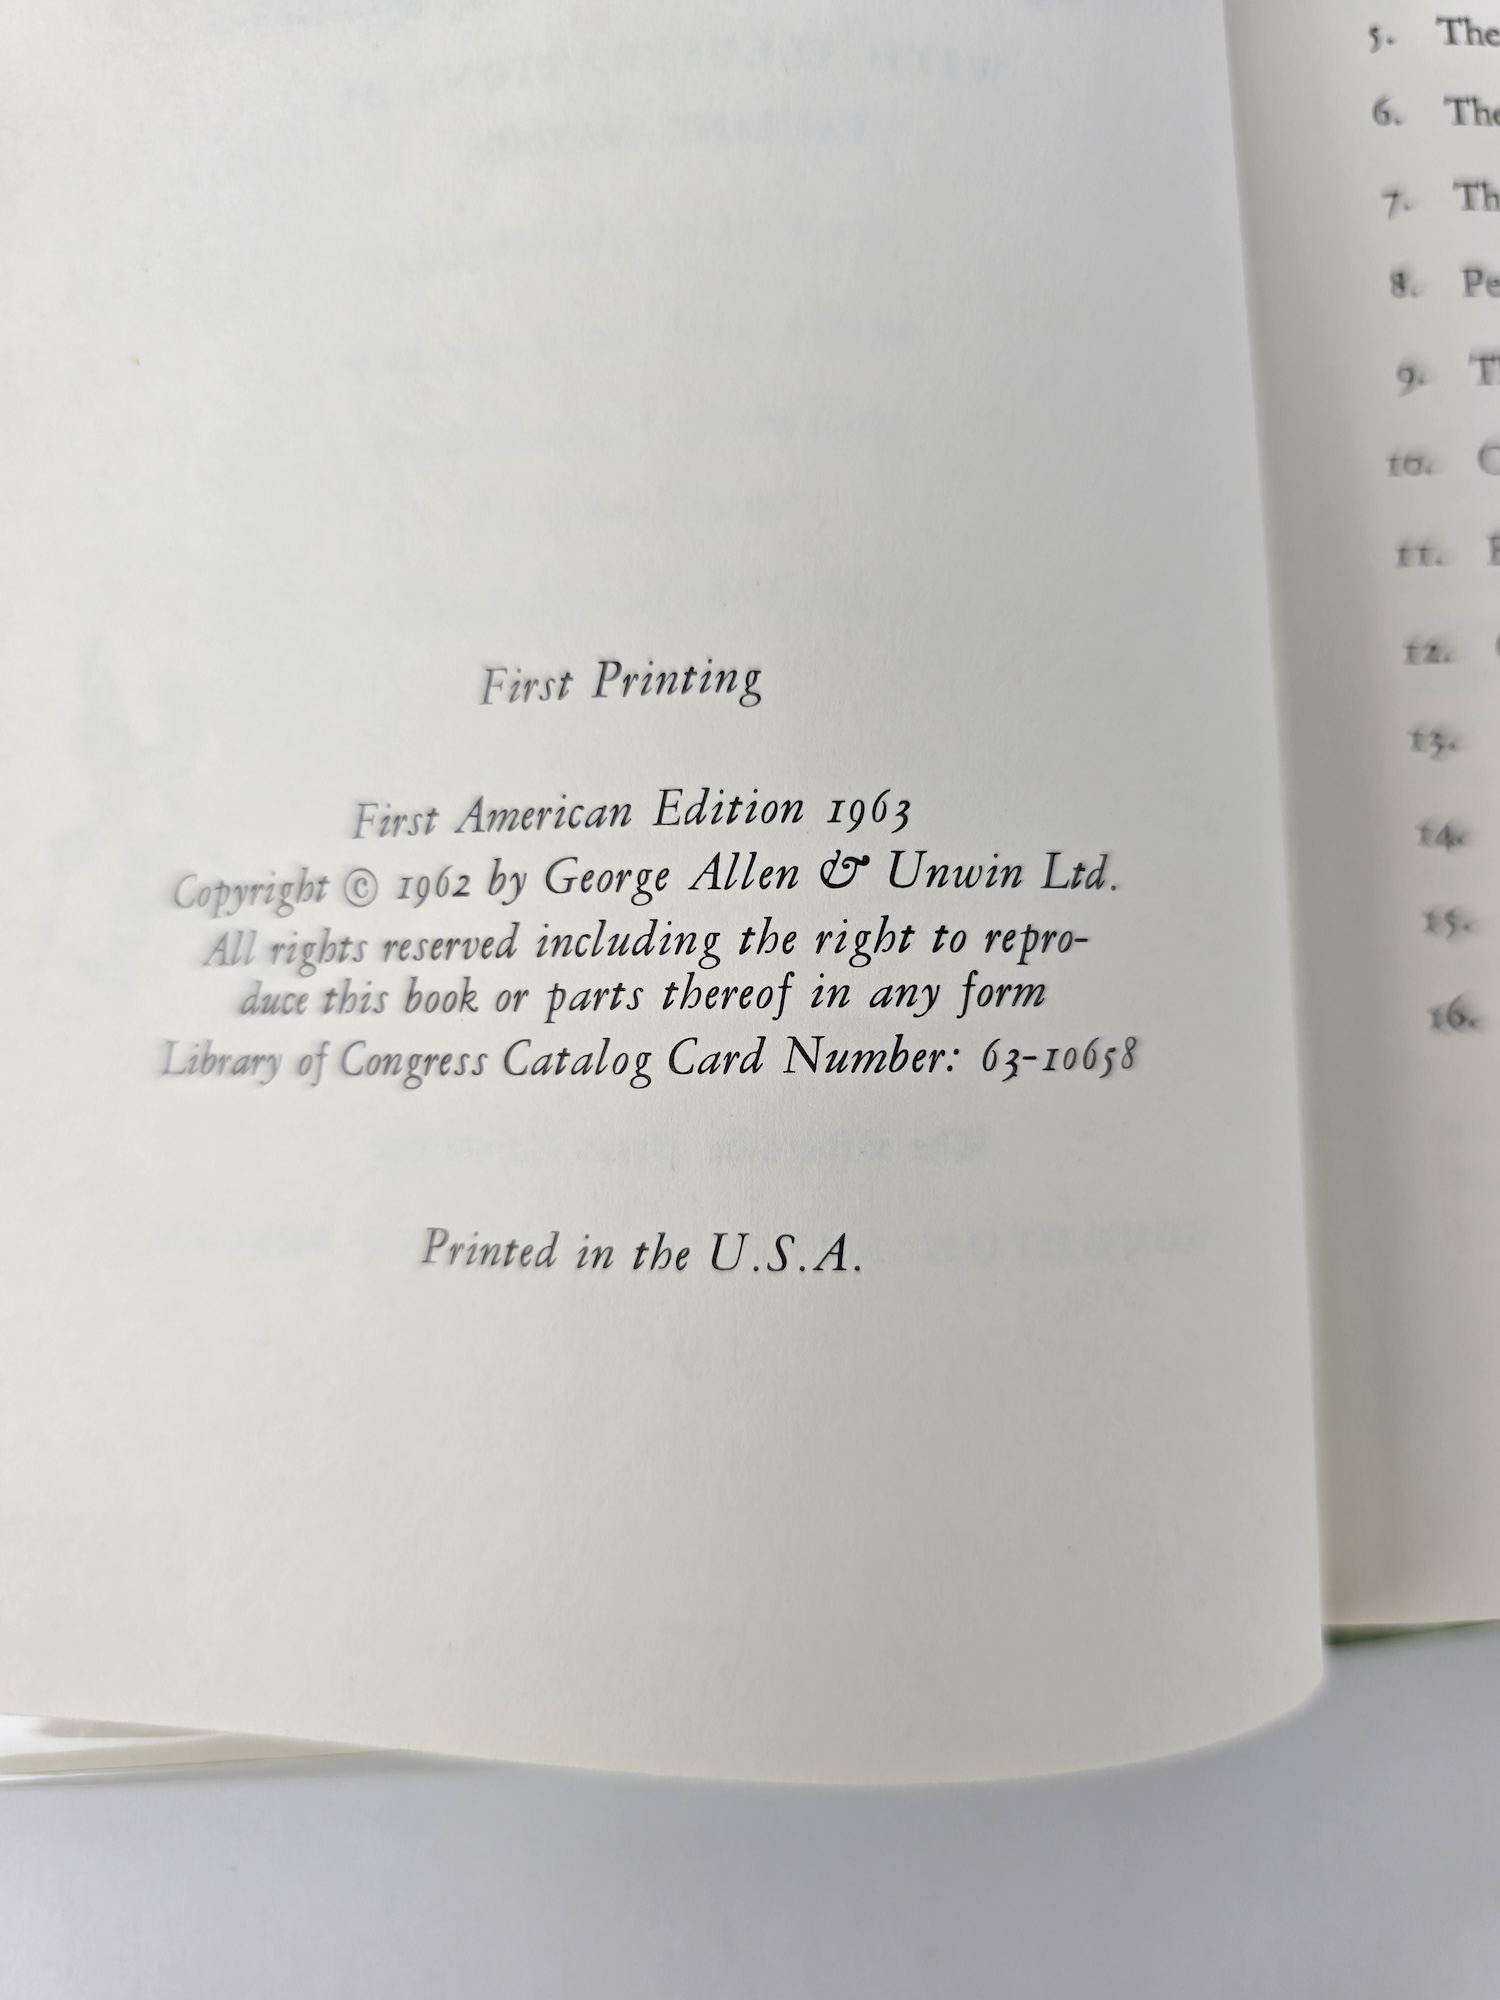 First Printing
First American Edition 1963
Copyright © 1962 by George Allen & Unwin Ltd.
All rights reserved including the right to repro-
duce this book or parts thereof in any form
Library of Congress Catalog Card Number: 63-10658
Printed in the U.S.A.
5. The
6. The
7. Th
8. Pe
9. Th
10. C
11.
12.
13.
14.
15.
16.